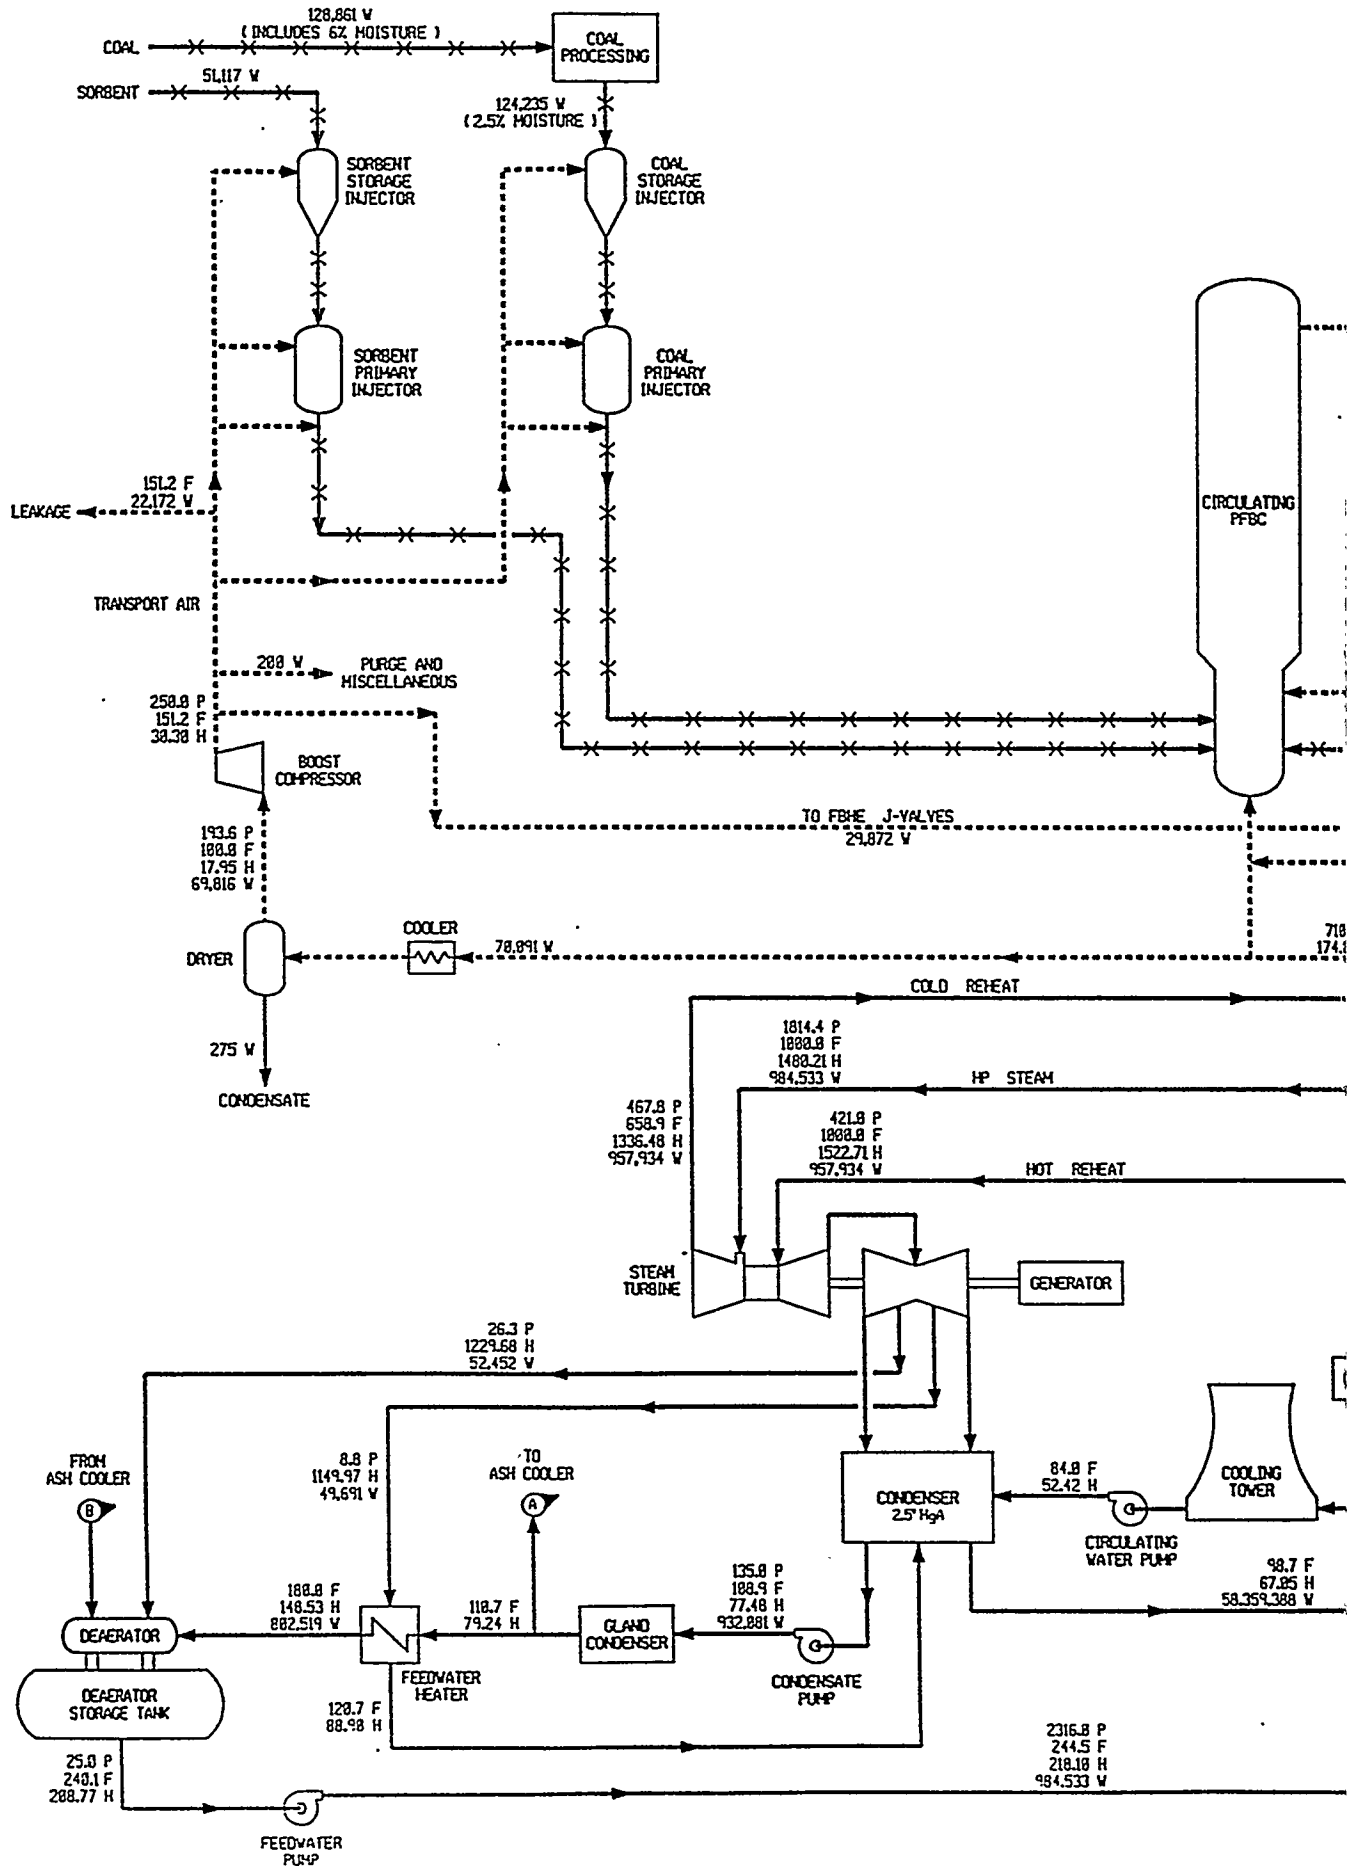 128,861 W
( INCLUDES 6% MOISTURE )
COAL
COAL
PROCESSING
51,117 W
SORBENT
124,235 W
( 2.5% MOISTURE )
SORBENT
STORAGE
INJECTOR
COAL
STORAGE
INJECTOR
SORBENT
PRIMARY
INJECTOR
COAL
PRIMARY
INJECTOR
151.2 F
22,172 W
LEAKAGE
CIRCULATING
PFBC
TRANSPORT AIR
200 W
PURGE AND
MISCELLANEOUS
250.0 P
151.2 F
30.30 H
BOOST
COMPRESSOR
TO FBHE J-VALVES
29,872 W
193.6 P
100.0 F
17.95 H
69,816 W
COOLER
DRYER
70,091 W
710
174.8
COLD REHEAT
275 W
CONDENSATE
1814.4 P
1000.0 F
1480.21 H
984,533 W
HP STEAM
467.8 P
658.9 F
1336.48 H
957,934 W
421.0 P
1000.0 F
1522.71 H
957,934 W
HOT REHEAT
STEAM
TURBINE
GENERATOR
26.3 P
1229.68 H
52,452 W
FROM
ASH COOLER
B
8.8 P
1149.97 H
49,691 W
TO
ASH COOLER
A
CONDENSER
2.5" HgA
84.0 F
52.42 H
COOLING
TOWER
CIRCULATING
WATER PUMP
98.7 F
67.05 H
58,359,388 W
180.0 F
148.53 H
882,519 W
110.7 F
79.24 H
135.0 P
108.9 F
77.48 H
932,081 W
DEAERATOR
GLAND
CONDENSER
FEEDWATER
HEATER
CONDENSATE
PUMP
DEAERATOR
STORAGE TANK
120.7 F
88.90 H
25.0 P
240.1 F
208.77 H
2316.8 P
244.5 F
218.10 H
984,533 W
FEEDWATER
PUMP